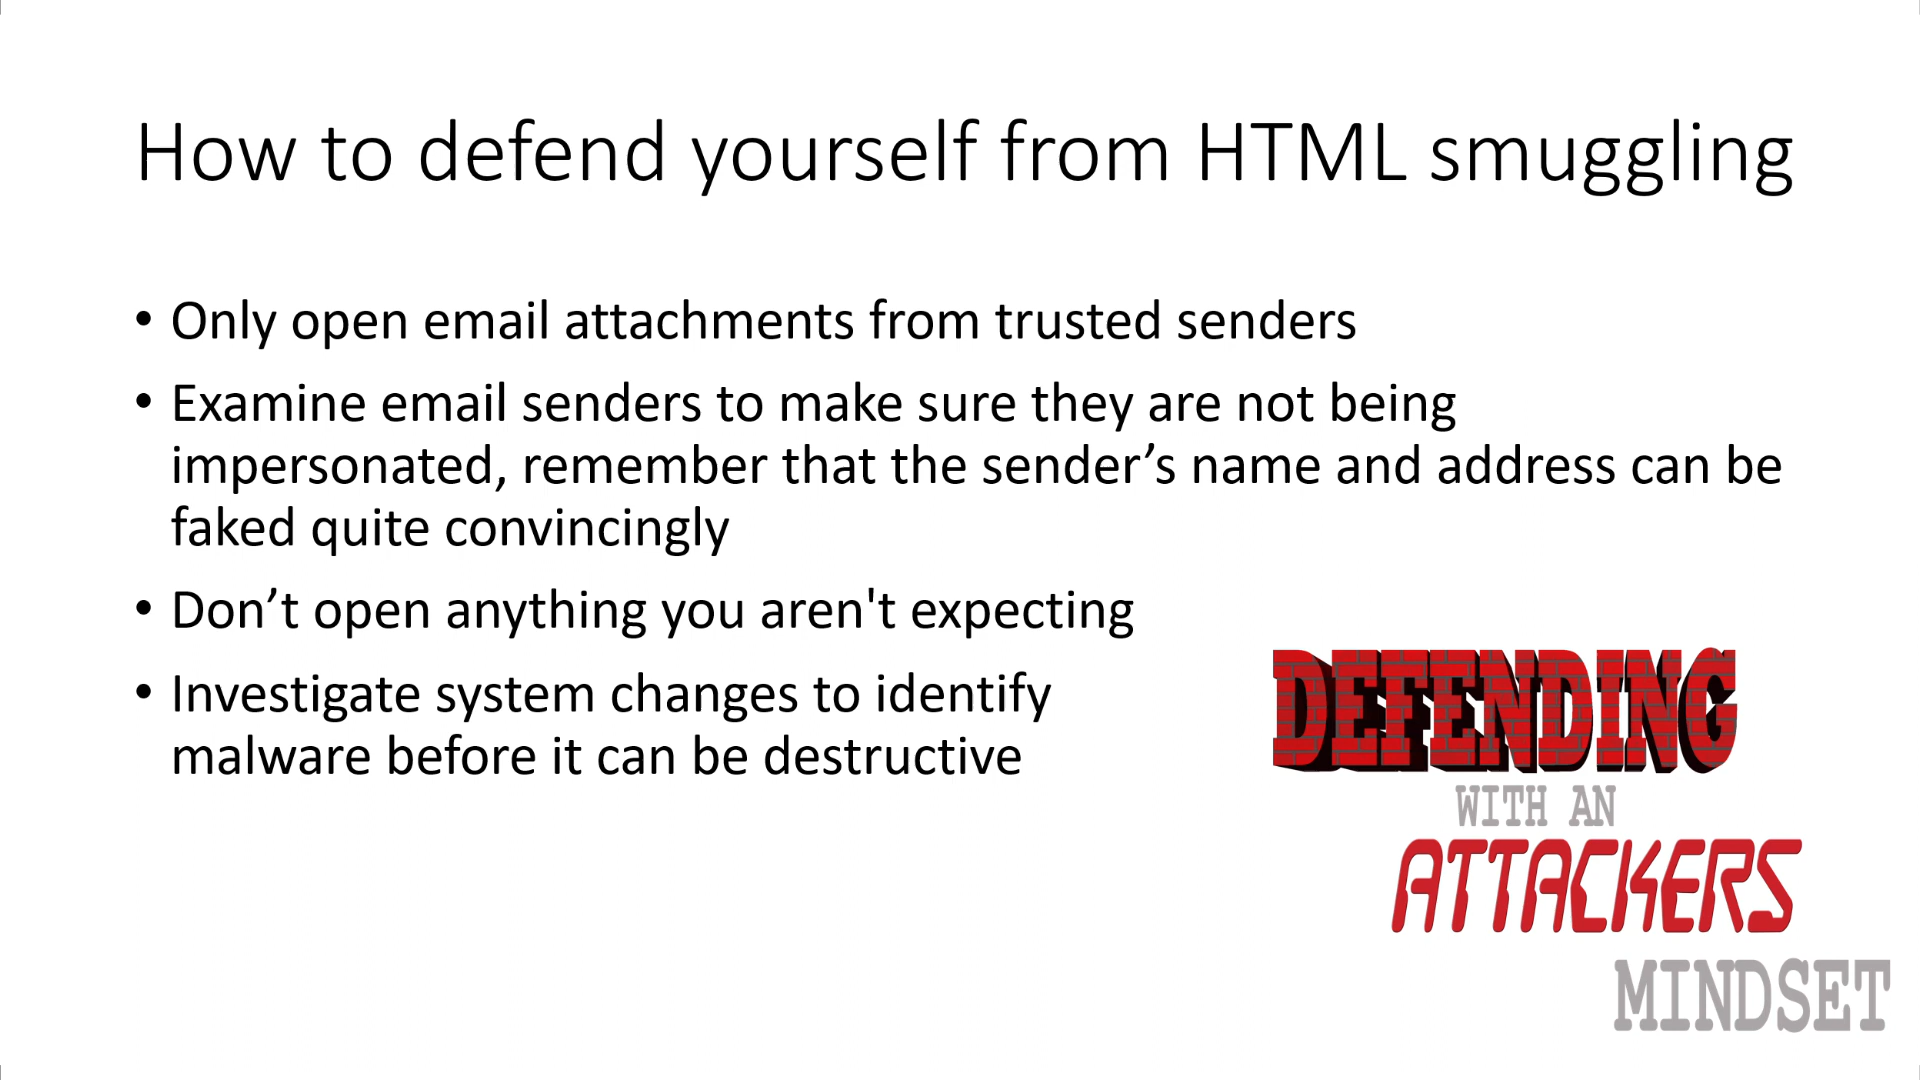 How to defend yourself from HTML smuggling
• Only open email attachments from trusted senders
• Examine email senders to make sure they are not being
impersonated, remember that the sender’s name and address can be
faked quite convincingly
• Don’t open anything you aren't expecting
• Investigate system changes to identify
malware before it can be destructive
DEFENDING
WITH AN
ATTACKERS
MINDSET